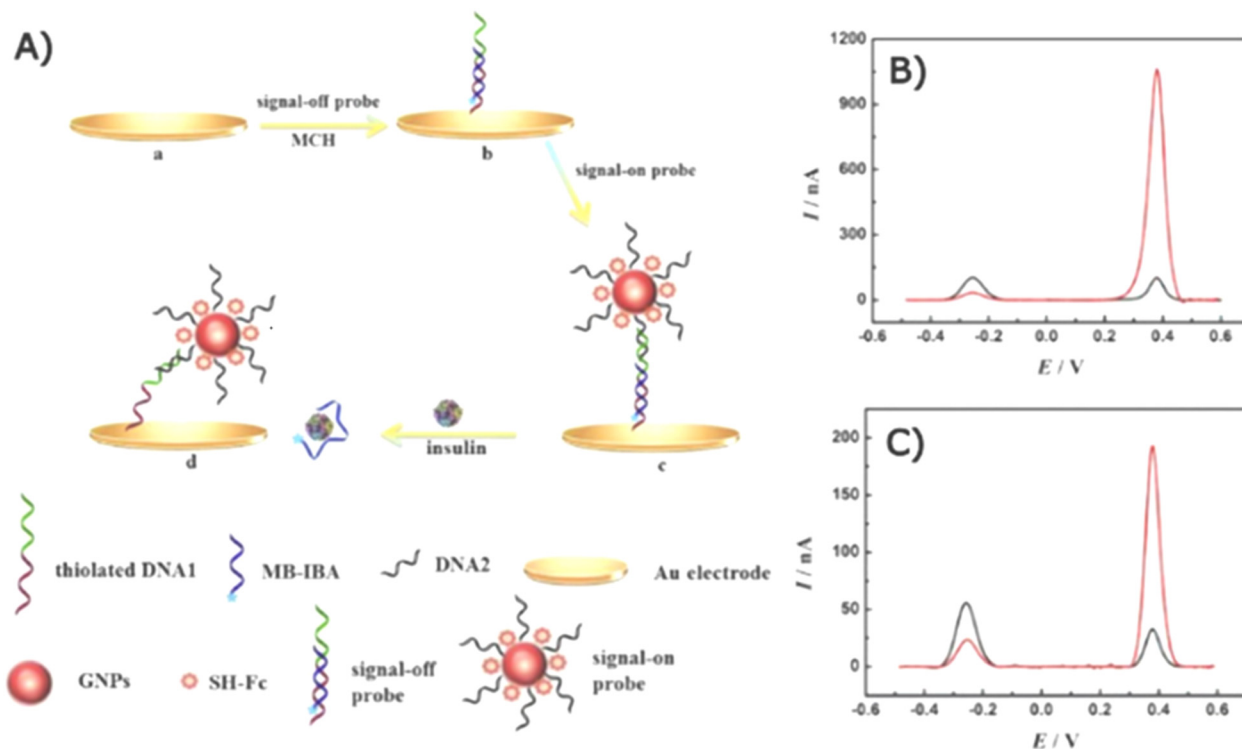 A)
signal-off probe
MCH
a
b
signal-on probe
insulin
d
c
thiolated DNA1
MB-IBA
DNA2
Au electrode
GNPs
SH-Fc
signal-off
probe
signal-on
probe
B)
1200
900
600
300
0
I / nA
-0.6 -0.4 -0.2 0.0 0.2 0.4 0.6
E / V
C)
200
150
100
50
0
I / nA
-0.6 -0.4 -0.2 0.0 0.2 0.4 0.6
E / V